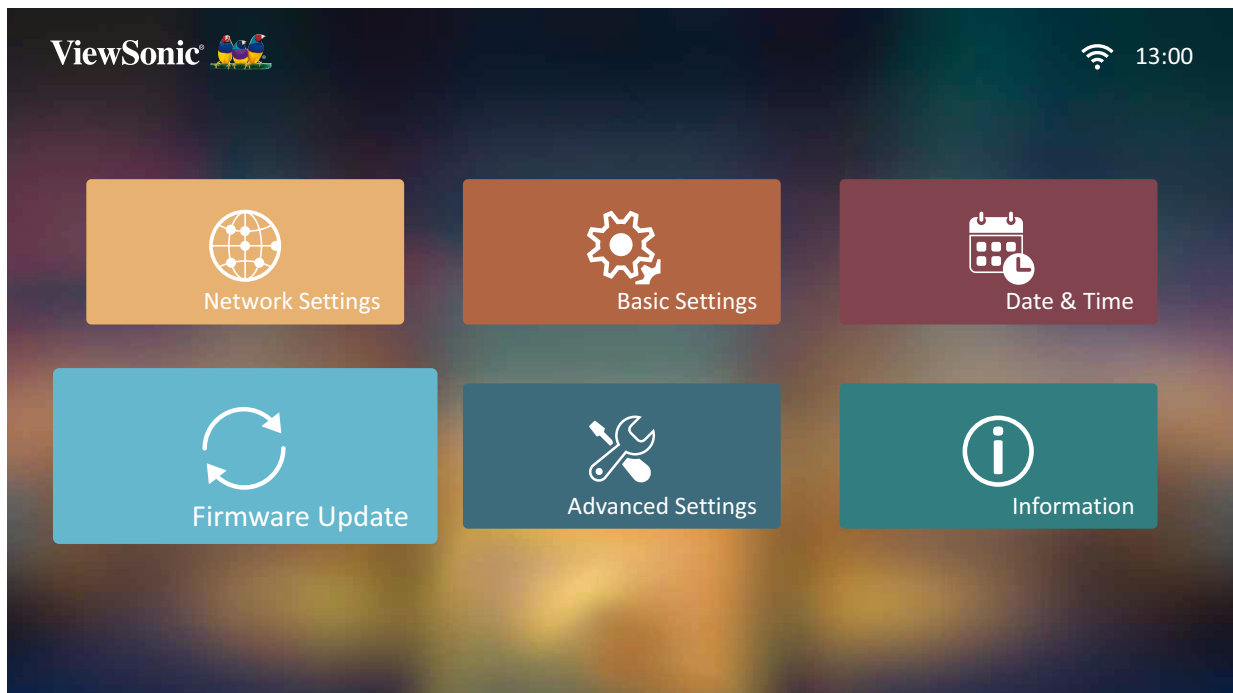 ViewSonic®
13:00
Network Settings
Basic Settings
Date & Time
Firmware Update
Advanced Settings
Information